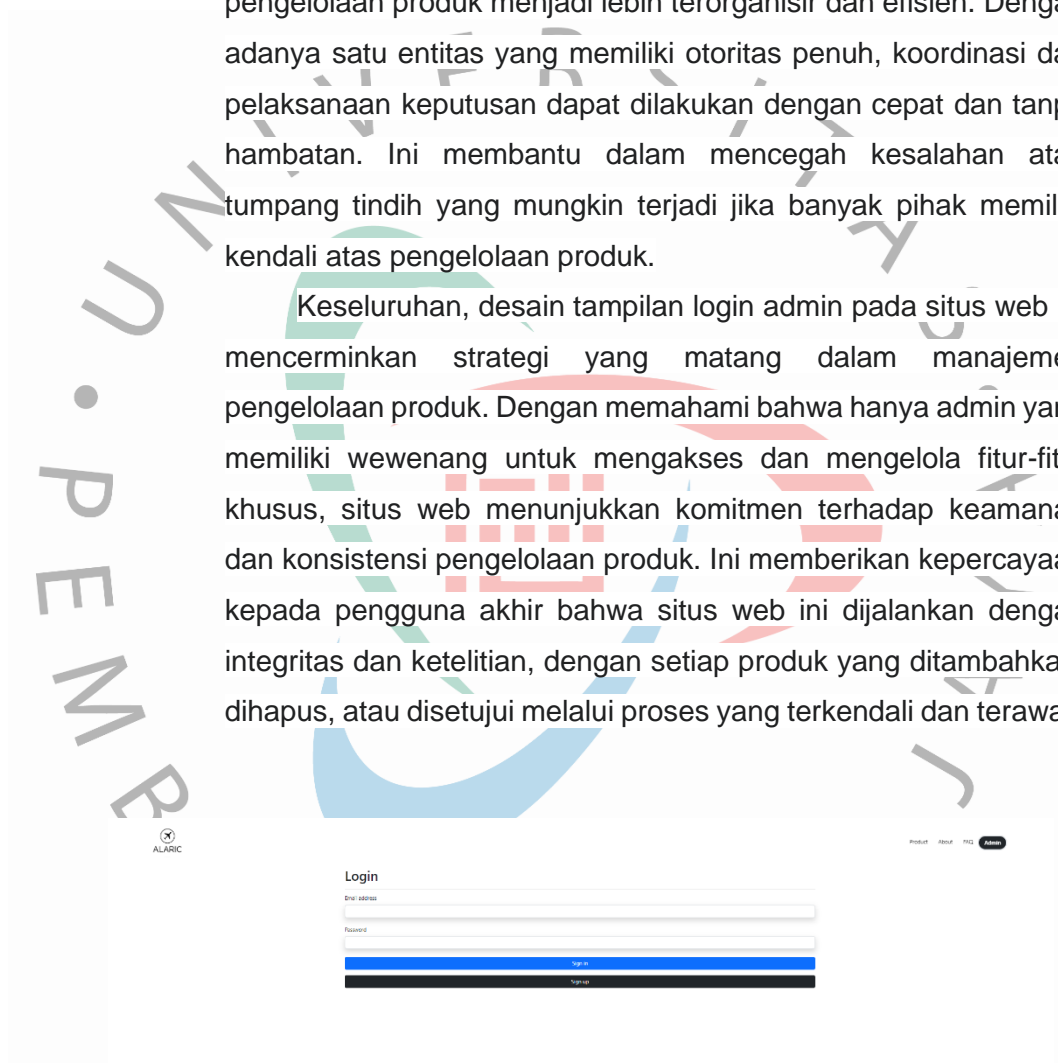 pengelolaan produk menjadi lebih terorganisir dan efisien. Denga
adanya satu entitas yang memiliki otoritas penuh, koordinasi da
pelaksanaan keputusan dapat dilakukan dengan cepat dan tanp
hambatan. Ini membantu dalam mencegah kesalahan ata
tumpang tindih yang mungkin terjadi jika banyak pihak memili
kendali atas pengelolaan produk.
Keseluruhan, desain tampilan login admin pada situs web
mencerminkan strategi yang matang dalam manajeme
pengelolaan produk. Dengan memahami bahwa hanya admin yan
memiliki wewenang untuk mengakses dan mengelola fitur-fit
khusus, situs web menunjukkan komitmen terhadap keamana
dan konsistensi pengelolaan produk. Ini memberikan kepercayaa
kepada pengguna akhir bahwa situs web ini dijalankan denga
integritas dan ketelitian, dengan setiap produk yang ditambahka
dihapus, atau disetujui melalui proses yang terkendali dan terawa
UNIVERSITAS
PEMB
J
ALARIC
Product About FAQ Admin
Login
Email address
Password
Sign in
Sign up